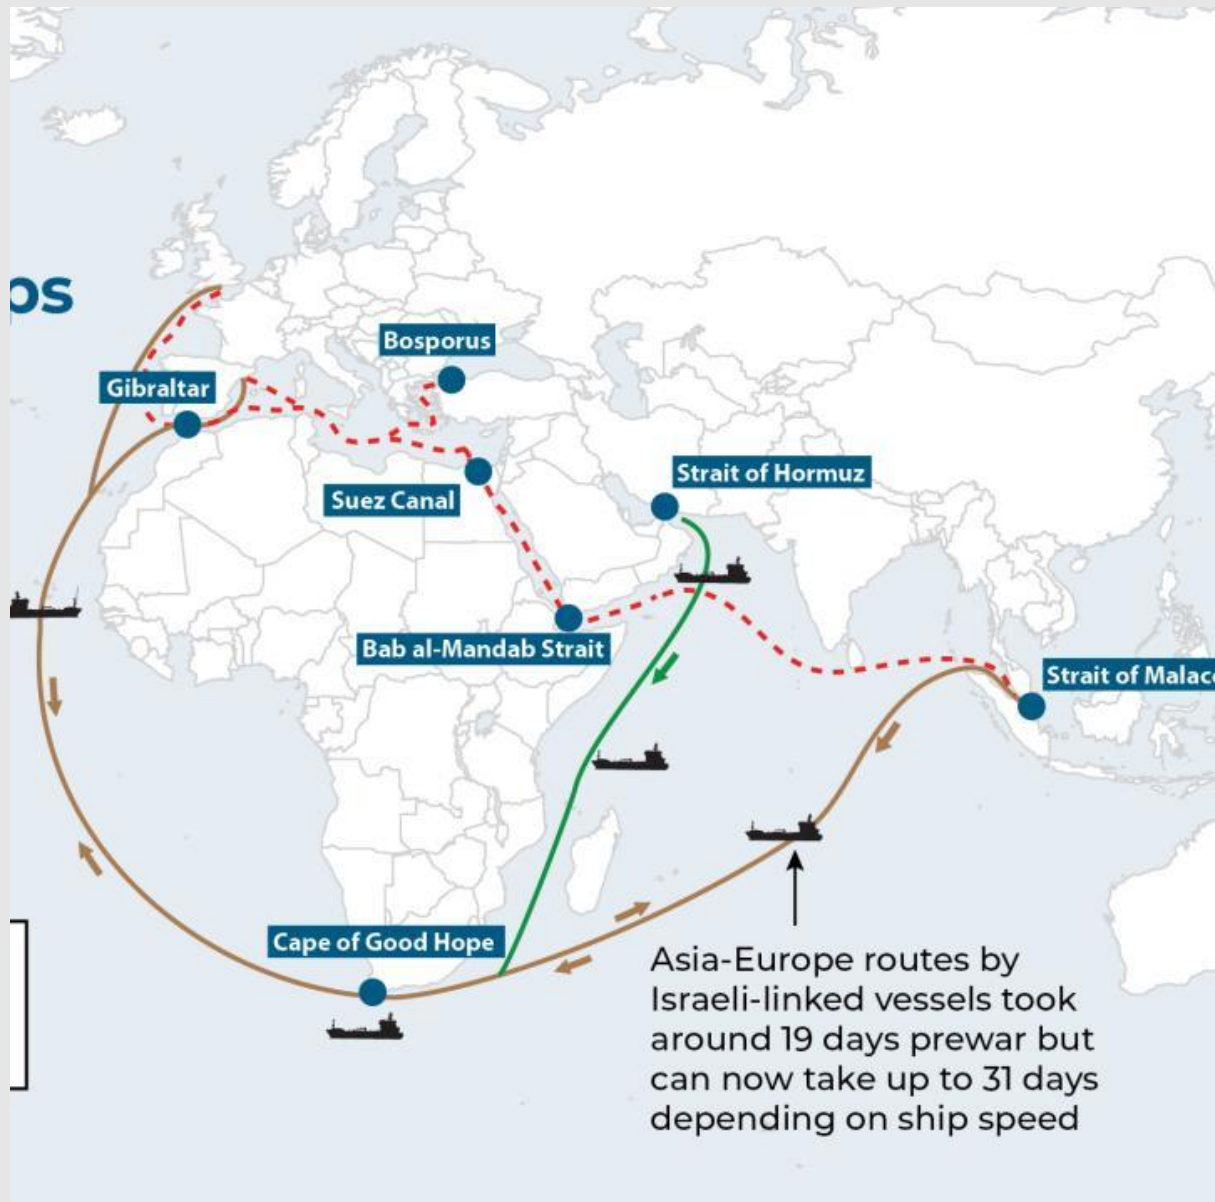 ps
Bosporus
Gibraltar
Strait of Hormuz
Suez Canal
Bab al-Mandab Strait
Strait of Malacc
Cape of Good Hope
Asia-Europe routes by
Israeli-linked vessels took
around 19 days prewar but
can now take up to 31 days
depending on ship speed